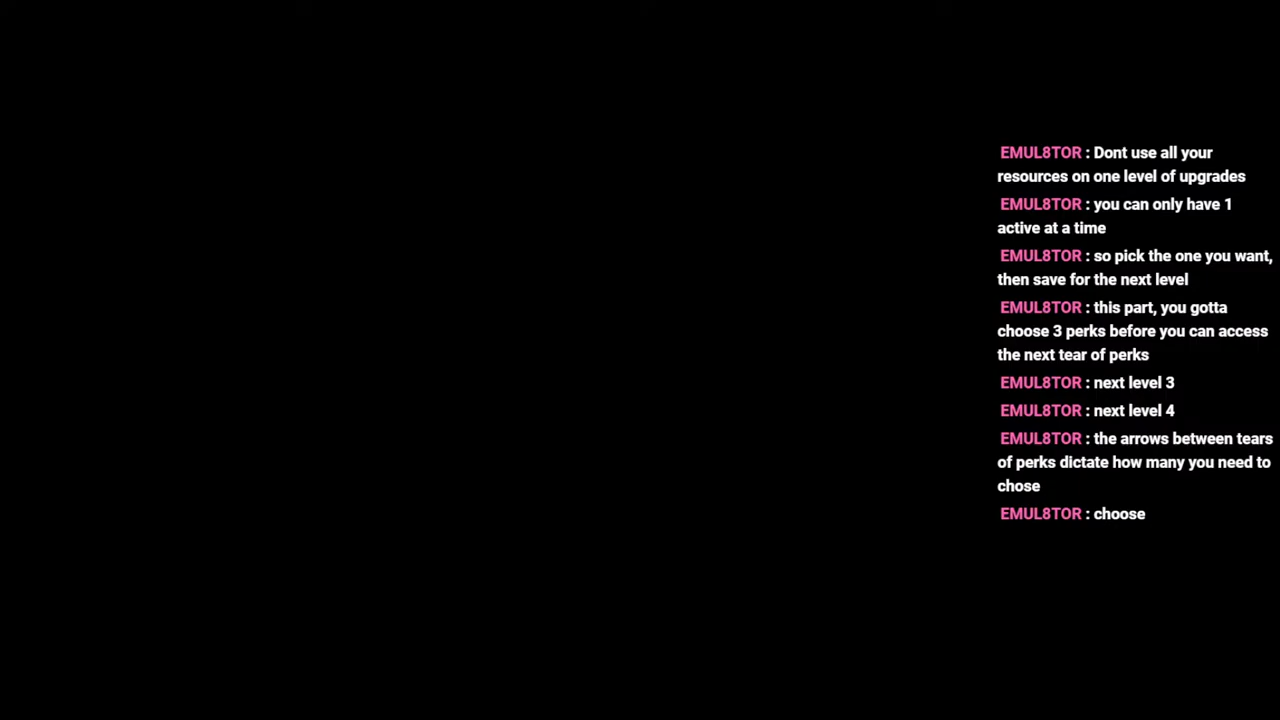 EMUL8TOR : Dont use all your
resources on one level of upgrades
EMUL8TOR : you can only have 1
active at a time
EMUL8TOR : so pick the one you want,
then save for the next level
EMUL8TOR : this part, you gotta
choose 3 perks before you can access
the next tear of perks
EMUL8TOR : next level 3
EMUL8TOR : next level 4
EMUL8TOR : the arrows between tears
of perks dictate how many you need to
chose
EMUL8TOR : choose